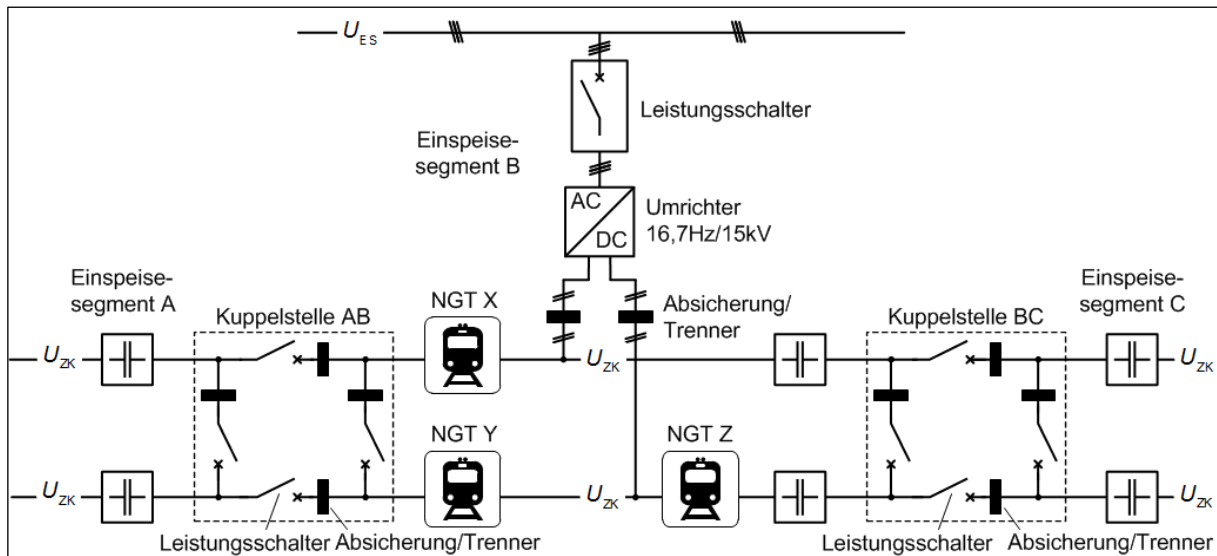 U_ES
Leistungsschalter
Einspeise-
segment B
AC
DC
Umrichter
16,7Hz/15kV
Einspeise-
segment A
Kuppelstelle AB
NGT X
Absicherung/
Trenner
Kuppelstelle BC
Einspeise-
segment C
U_ZK
U_ZK
U_ZK
NGT Y
NGT Z
U_ZK
U_ZK
U_ZK
Leistungsschalter
Absicherung/Trenner
Leistungsschalter
Absicherung/Trenner